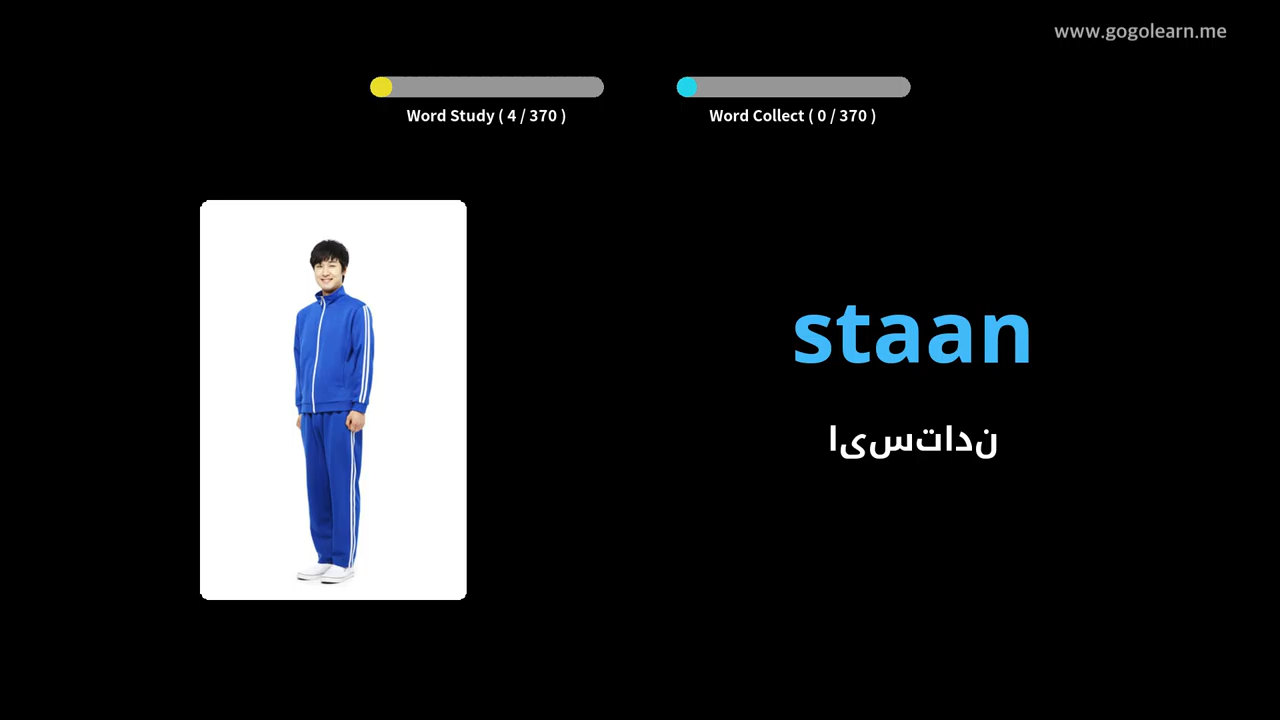 www.gogolearn.me
Word Study ( 4 / 370 )
Word Collect ( 0 / 370 )
staan
ایستادن